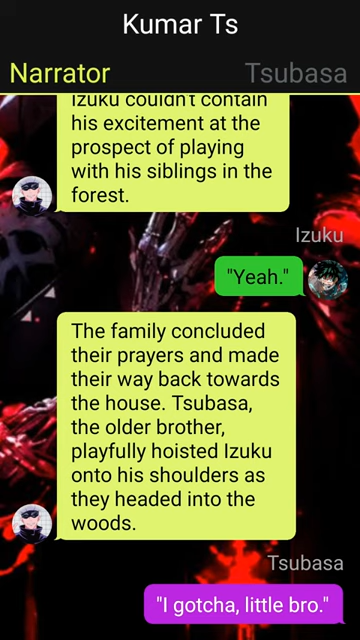 Kumar Ts
Narrator
Tsubasa
Izuku couldn't contain
his excitement at the
prospect of playing
with his siblings in the
forest.
Izuku
"Yeah."
The family concluded
their prayers and made
their way back towards
the house. Tsubasa,
the older brother,
playfully hoisted Izuku
onto his shoulders as
they headed into the
woods.
Tsubasa
"I gotcha, little bro."